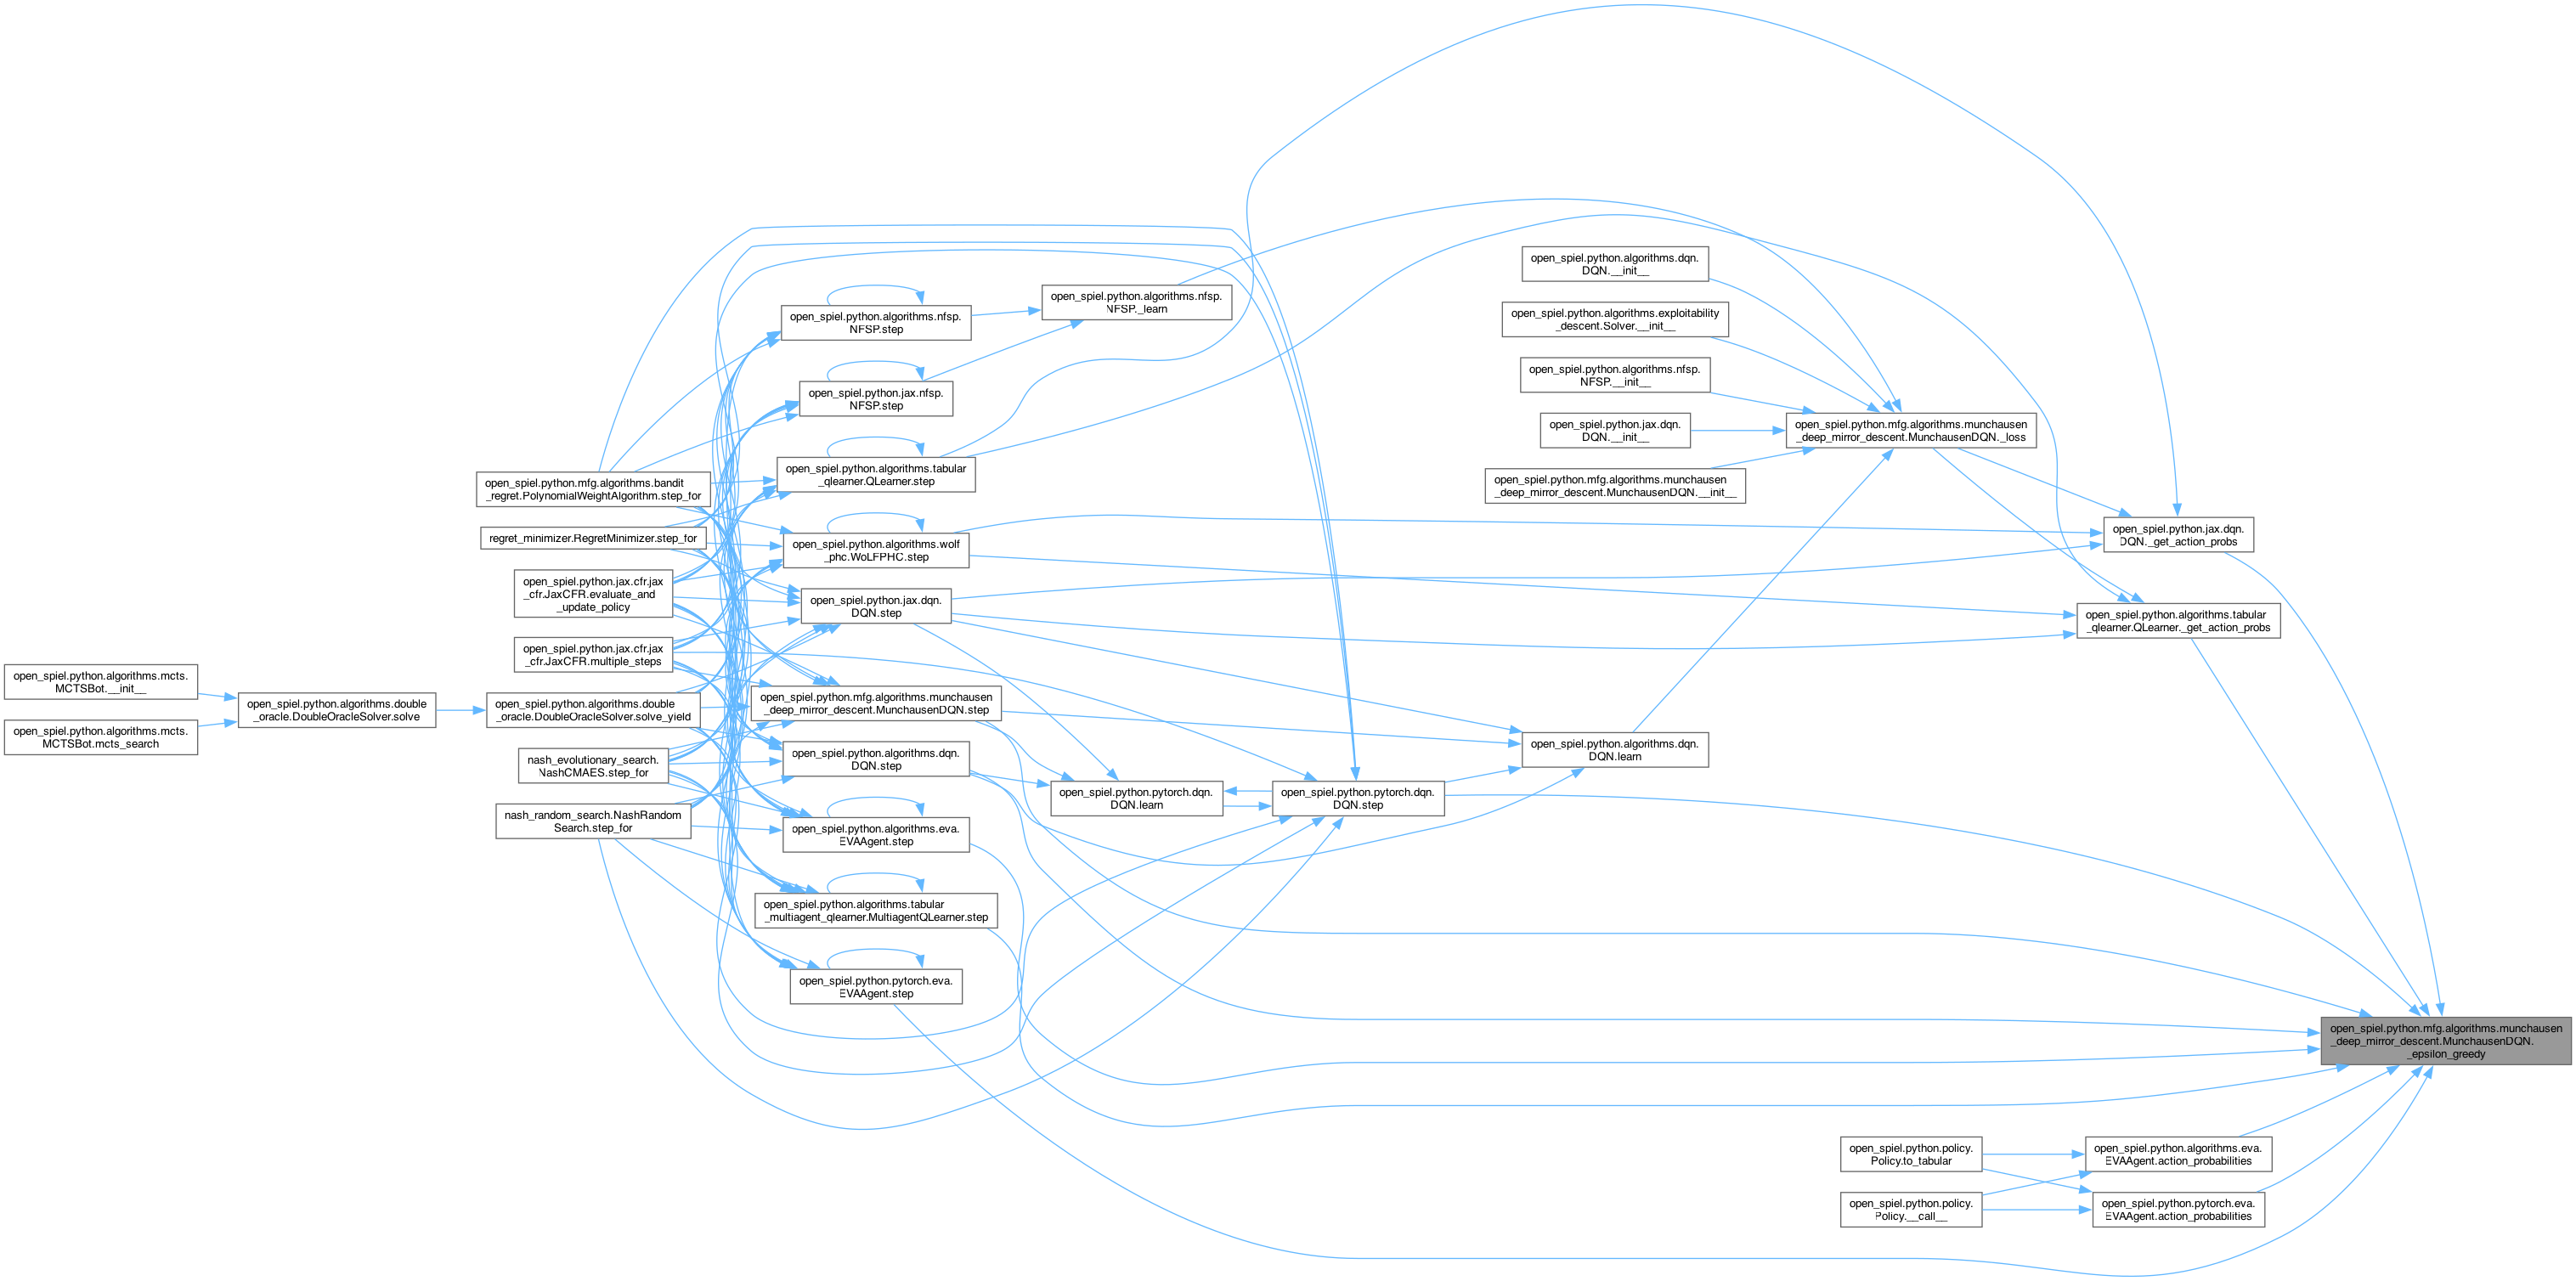 open_spiel.python.algorithms.mcts.
MCTSBot.__init__
open_spiel.python.algorithms.mcts.
MCTSBot.mcts_search
open_spiel.python.algorithms.double
_oracle.DoubleOracleSolver.solve
open_spiel.python.mfg.algorithms.bandit
_regret.PolynomialWeightAlgorithm.step_for
regret_minimizer.RegretMinimizer.step_for
open_spiel.python.jax.cfr.jax
_cfr.JaxCFR.evaluate_and
_update_policy
open_spiel.python.jax.cfr.jax
_cfr.JaxCFR.multiple_steps
open_spiel.python.algorithms.double
_oracle.DoubleOracleSolver.solve_yield
nash_evolutionary_search.
NashCMAES.step_for
nash_random_search.NashRandom
Search.step_for
open_spiel.python.algorithms.nfsp.
NFSP.step
open_spiel.python.jax.nfsp.
NFSP.step
open_spiel.python.algorithms.tabular
_qlearner.QLearner.step
open_spiel.python.algorithms.wolf
_phc.WoLFPHC.step
open_spiel.python.jax.dqn.
DQN.step
open_spiel.python.mfg.algorithms.munchausen
_deep_mirror_descent.MunchausenDQN.step
open_spiel.python.algorithms.dqn.
DQN.step
open_spiel.python.algorithms.eva.
EVAAgent.step
open_spiel.python.algorithms.tabular
_multiagent_qlearner.MultiagentQLearner.step
open_spiel.python.pytorch.eva.
EVAAgent.step
open_spiel.python.algorithms.nfsp.
NFSP._learn
open_spiel.python.pytorch.dqn.
DQN.learn
open_spiel.python.pytorch.dqn.
DQN.step
open_spiel.python.algorithms.dqn.
DQN.__init__
open_spiel.python.algorithms.exploitability
_descent.Solver.__init__
open_spiel.python.algorithms.nfsp.
NFSP.__init__
open_spiel.python.jax.dqn.
DQN.__init__
open_spiel.python.mfg.algorithms.munchausen
_deep_mirror_descent.MunchausenDQN.__init__
open_spiel.python.algorithms.dqn.
DQN.learn
open_spiel.python.mfg.algorithms.munchausen
_deep_mirror_descent.MunchausenDQN._loss
open_spiel.python.jax.dqn.
DQN._get_action_probs
open_spiel.python.algorithms.tabular
_qlearner.QLearner._get_action_probs
open_spiel.python.policy.
Policy.to_tabular
open_spiel.python.policy.
Policy.__call__
open_spiel.python.algorithms.eva.
EVAAgent.action_probabilities
open_spiel.python.pytorch.eva.
EVAAgent.action_probabilities
open_spiel.python.mfg.algorithms.munchausen
_deep_mirror_descent.MunchausenDQN.
_epsilon_greedy